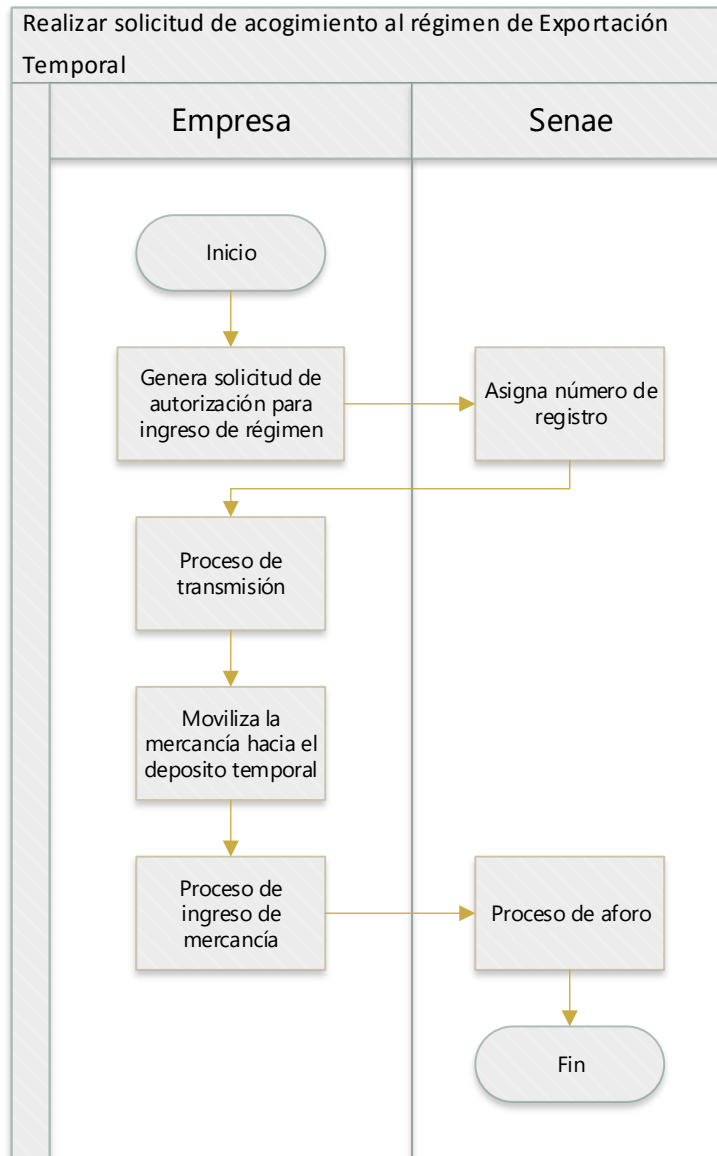 Realizar solicitud de acogimiento al régimen de Exportación
Temporal
Empresa
Senae
Inicio
Genera solicitud de
autorización para
ingreso de régimen
Asigna número de
registro
Proceso de
transmisión
Moviliza la
mercancía hacia el
deposito temporal
Proceso de
ingreso de
mercancía
Proceso de aforo
Fin